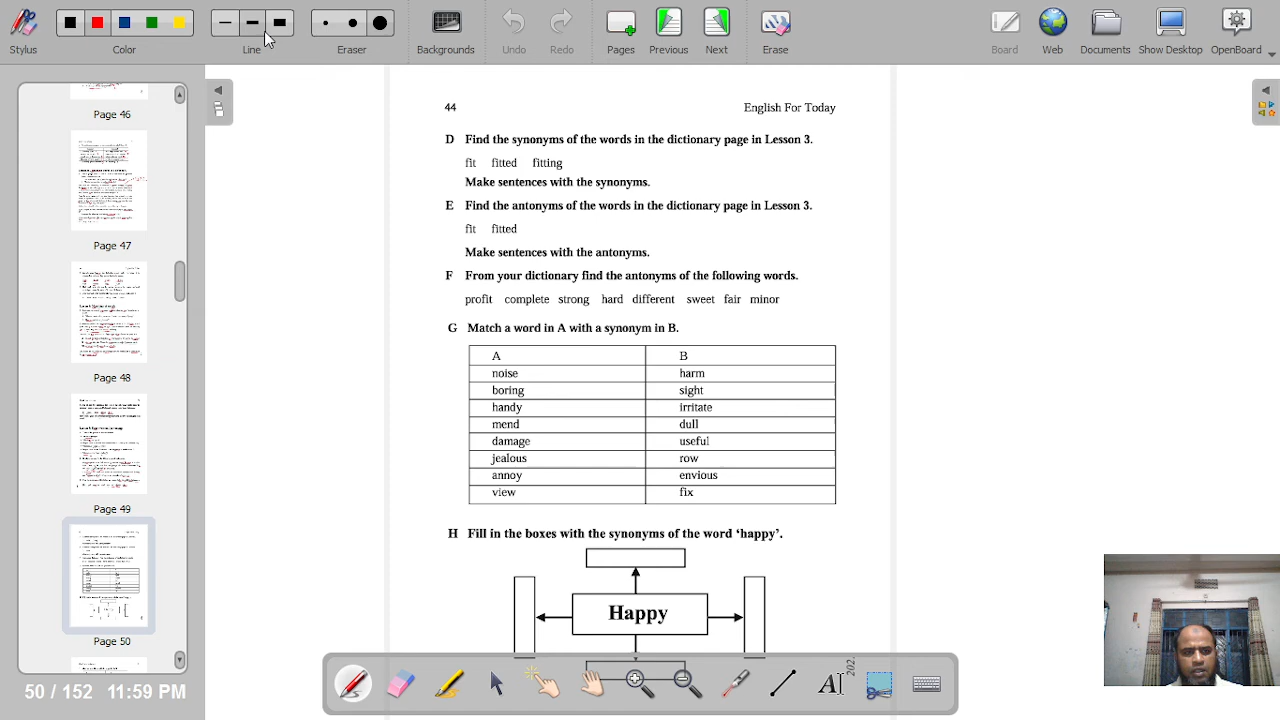 Stylus
Color
Line
Eraser
Backgrounds
Undo
Redo
Pages
Previous
Next
Erase
Board
Web
Documents
Show Desktop
OpenBoard
Page 46
Page 47
Page 48
Page 49
Page 50
50 / 152 11:59 PM
44 English For Today
D Find the synonyms of the words in the dictionary page in Lesson 3.
fit fitted fitting
Make sentences with the synonyms.
E Find the antonyms of the words in the dictionary page in Lesson 3.
fit fitted
Make sentences with the antonyms.
F From your dictionary find the antonyms of the following words.
profit complete strong hard different sweet fair minor
G Match a word in A with a synonym in B.
A B
noise harm
boring sight
handy irritate
mend dull
damage useful
jealous row
annoy envious
view fix
H Fill in the boxes with the synonyms of the word ‘happy’.
Happy
202